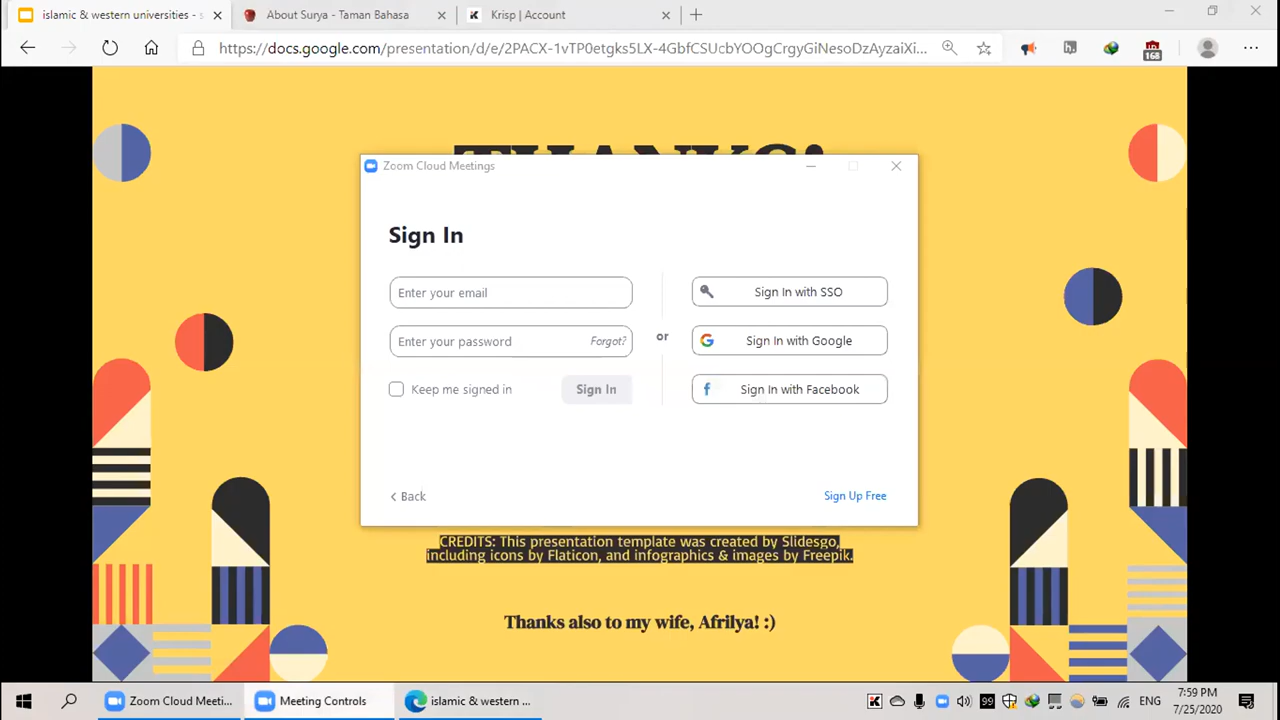 islamic & western universities - s
About Surya - Taman Bahasa
Krisp | Account
https://docs.google.com/presentation/d/e/2PACX-1vTP0etgks5LX-4GbfCSUcbYOOgCrgyGiNesoDzAyzaiXi...
168
THANKS!
Zoom Cloud Meetings
Sign In
Enter your email
Enter your password
Forgot?
Keep me signed in
Sign In
or
Sign In with SSO
Sign In with Google
Sign In with Facebook
Back
Sign Up Free
CREDITS: This presentation template was created by Slidesgo,
including icons by Flaticon, and infographics & images by Freepik.
Thanks also to my wife, Afrilya! :)
Zoom Cloud Meeti...
Meeting Controls
islamic & western ...
99
ENG
7:59 PM
7/25/2020